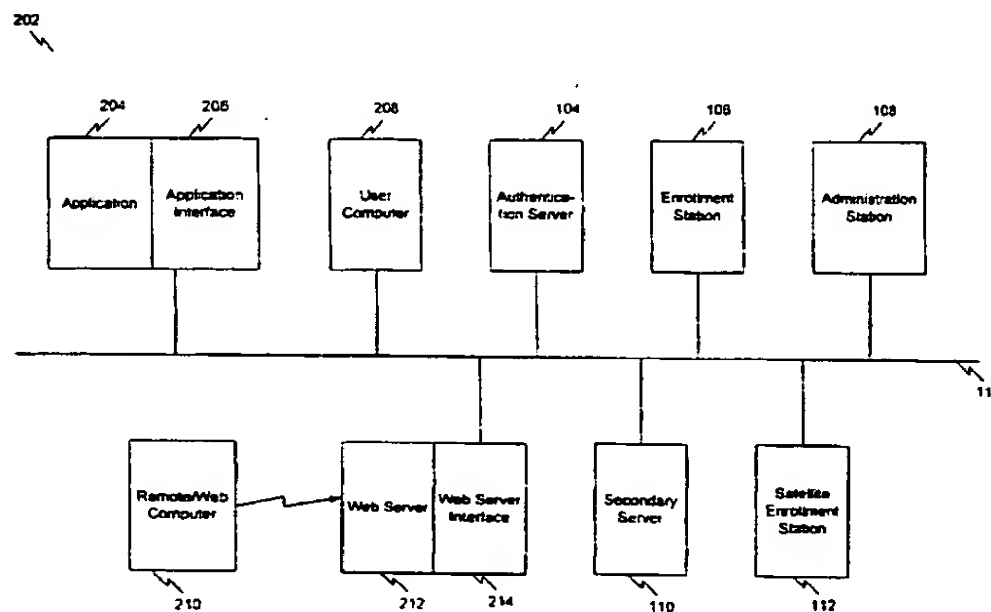 202
204
206
208
104
106
108
Application
Application
Interface
User
Computer
Authentica-
tion Server
Enrollment
Station
Administration
Station
11
Remote/Web
Computer
Web Server
Web Server
Interface
Secondary
Server
Satellite
Enrollment
Station
210
212
214
110
112